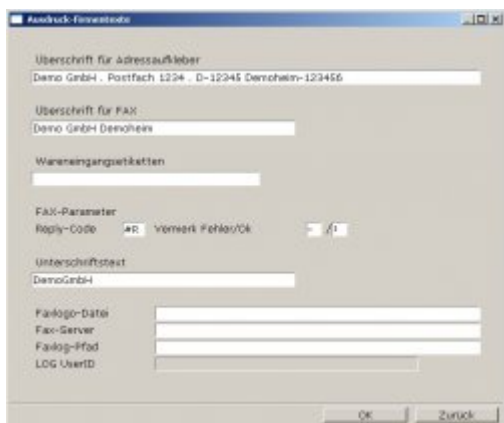 Ausdruck-Firmentexte
Überschrift für Adressaufkleber
Demo GmbH . Postfach 1234 . D-12345 Demoheim-123456
Überschrift für FAX
Demo GmbH Demoheim
Wareneingangsetiketten
FAX-Parameter
Reply-Code #R Vermerk Fehler/Ok /
Unterschriftstext
DemoGmbH
Faxlogo-Datei
Fax-Server
Faxlog-Pfad
LOG UserID
OK Zurück